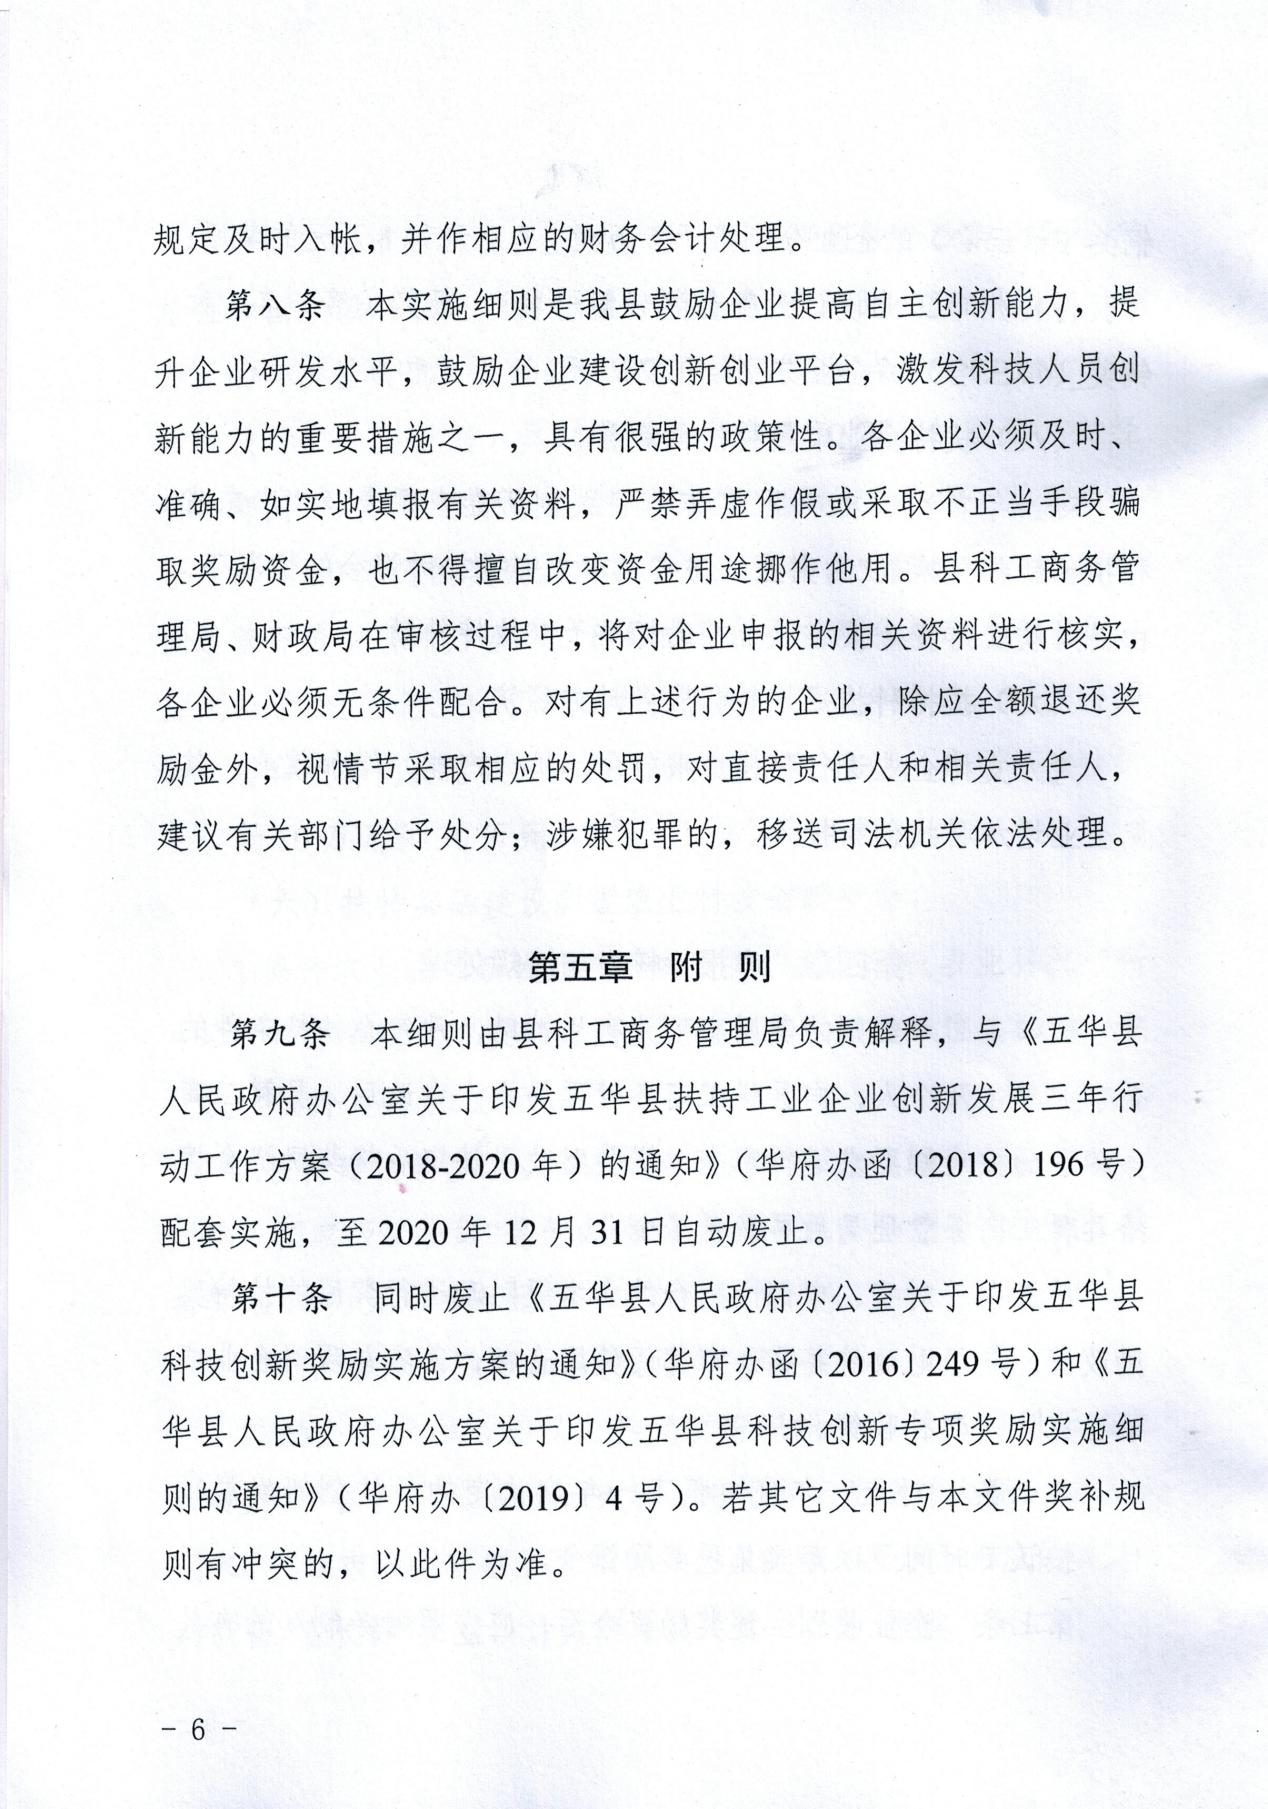 规定及时入帐，并作相应的财务会计处理。
第八条　本实施细则是我县鼓励企业提高自主创新能力，提
升企业研发水平，鼓励企业建设创新创业平台，激发科技人员创
新能力的重要措施之一，具有很强的政策性。各企业必须及时、
准确、如实地填报有关资料，严禁弄虚作假或采取不正当手段骗
取奖励资金，也不得擅自改变资金用途挪作他用。县科工商务管
理局、财政局在审核过程中，将对企业申报的相关资料进行核实，
各企业必须无条件配合。对有上述行为的企业，除应全额退还奖
励金外，视情节采取相应的处罚，对直接责任人和相关责任人，
建议有关部门给予处分；涉嫌犯罪的，移送司法机关依法处理。
第五章　附　则
第九条　本细则由县科工商务管理局负责解释，与《五华县
人民政府办公室关于印发五华县扶持工业企业创新发展三年行
动工作方案（2018-2020 年）的通知》（华府办函〔2018〕196 号）
配套实施，至 2020 年 12 月 31 日自动废止。
第十条　同时废止《五华县人民政府办公室关于印发五华县
科技创新奖励实施方案的通知》（华府办函〔2016〕249 号）和《五
华县人民政府办公室关于印发五华县科技创新专项奖励实施细
则的通知》（华府办〔2019〕4 号）。若其它文件与本文件奖补规
则有冲突的，以此件为准。
- 6 -